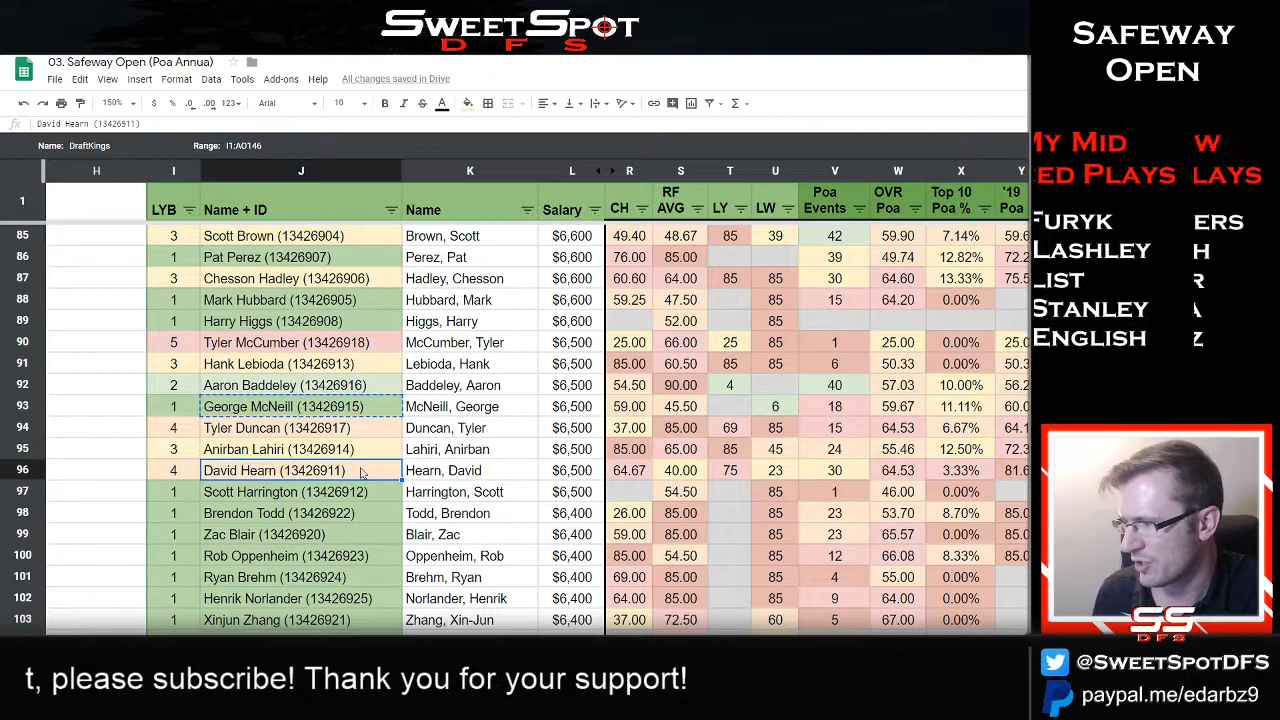 SWEETSPOT
DFS
03. Safeway Open (Poa Annua)
File Edit View Insert Format Data Tools Add-ons Help All changes saved in Drive
150% $ % .0 .00 123 Arial 10 B I S A
fx David Hearn (13426911)
Name: DraftKings Range: I1:AO146
H I J K L R S T U V W X Y
1 LYB Name + ID Name Salary CH RF AVG LY LW Poa Events OVR Poa Top 10 Poa % '19 Poa
85 3 Scott Brown (13426904) Brown, Scott $6,600 49.40 48.67 85 39 42 59.90 7.14% 59.6
86 1 Pat Perez (13426907) Perez, Pat $6,600 76.00 85.00 39 49.74 12.82% 72.2
87 3 Chesson Hadley (13426906) Hadley, Chesson $6,600 60.60 64.00 85 85 30 64.60 13.33% 75.5
88 1 Mark Hubbard (13426905) Hubbard, Mark $6,600 59.25 47.50 85 15 64.20 0.00%
89 1 Harry Higgs (13426908) Higgs, Harry $6,600 52.00 85
90 5 Tyler McCumber (13426918) McCumber, Tyler $6,500 25.00 66.00 25 85 1 25.00 0.00% 25.0
91 3 Hank Lebioda (13426913) Lebioda, Hank $6,500 85.00 60.50 85 85 6 50.33 0.00% 50.3
92 2 Aaron Baddeley (13426916) Baddeley, Aaron $6,500 54.50 90.00 4 40 57.03 10.00% 56.2
93 1 George McNeill (13426915) McNeill, George $6,500 59.00 45.50 6 18 59.67 11.11% 60.0
94 4 Tyler Duncan (13426917) Duncan, Tyler $6,500 37.00 85.00 69 85 15 64.53 6.67% 64.1
95 3 Anirban Lahiri (13426914) Lahiri, Anirban $6,500 85.00 65.00 85 45 24 55.46 12.50% 72.3
96 4 David Hearn (13426911) Hearn, David $6,500 64.67 40.00 75 23 30 64.53 3.33% 81.6
97 1 Scott Harrington (13426912) Harrington, Scott $6,500 54.50 85 1 46.00 0.00%
98 1 Brendon Todd (13426922) Todd, Brendon $6,400 26.00 85.00 85 23 53.70 8.70% 85.0
99 1 Zac Blair (13426920) Blair, Zac $6,400 59.00 85.00 85 23 65.57 0.00% 85.0
100 1 Rob Oppenheim (13426923) Oppenheim, Rob $6,400 85.00 54.50 85 12 66.08 8.33% 85.0
101 1 Ryan Brehm (13426924) Brehm, Ryan $6,400 69.00 85.00 85 4 55.00 0.00%
102 1 Henrik Norlander (13426925) Norlander, Henrik $6,400 64.00 85.00 85 9 64.00 0.00%
103 1 Xinjun Zhang (13426921) Zhang, Xin-Jun $6,400 37.00 72.50 60 5 67.00 0.00%
SAFEWAY
OPEN
MY MID W
ED PLAYS LAYS
FURYK ERS
LASHLEY H
LIST R
STANLEY A
ENGLISH Z
SS
DFS
t, please subscribe! Thank you for your support!
@SWEETSPOTDFS
paypal.me/edarbz9